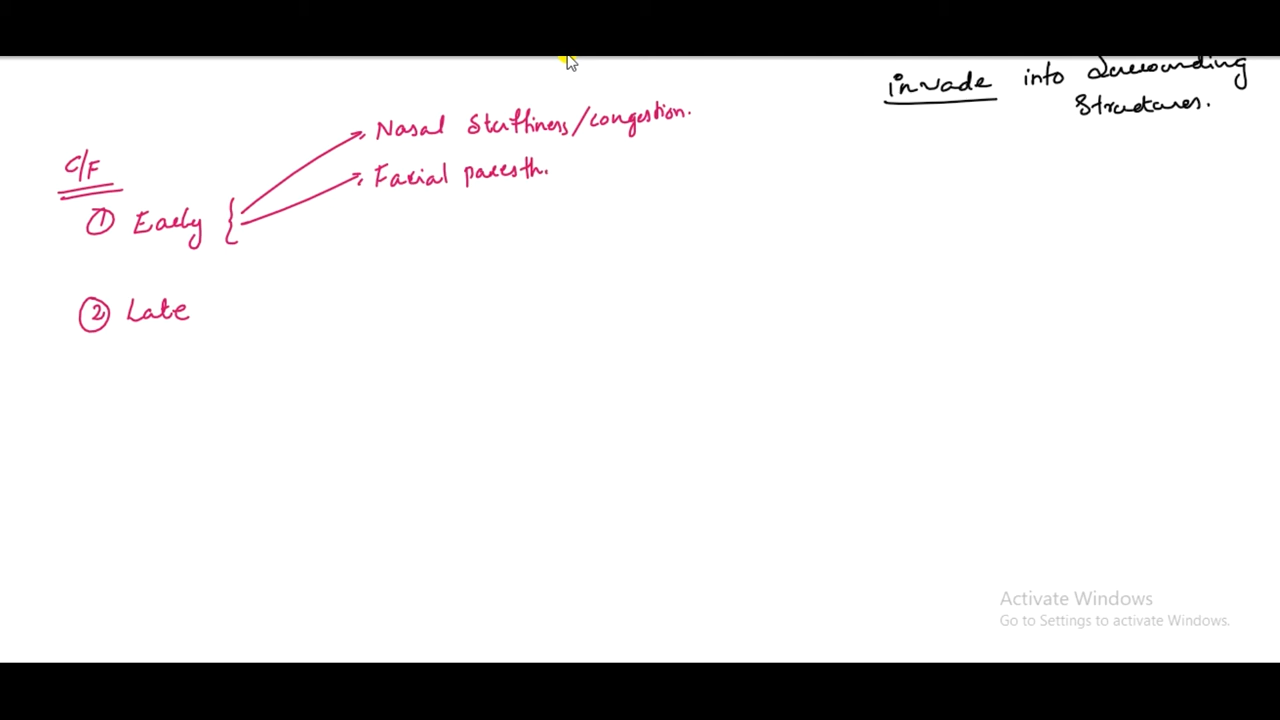 invade into Surrounding
Structures.
Nasal Stuffiness/congestion.
C/F
Facial paresth.
① Early
② Late
Activate Windows
Go to Settings to activate Windows.